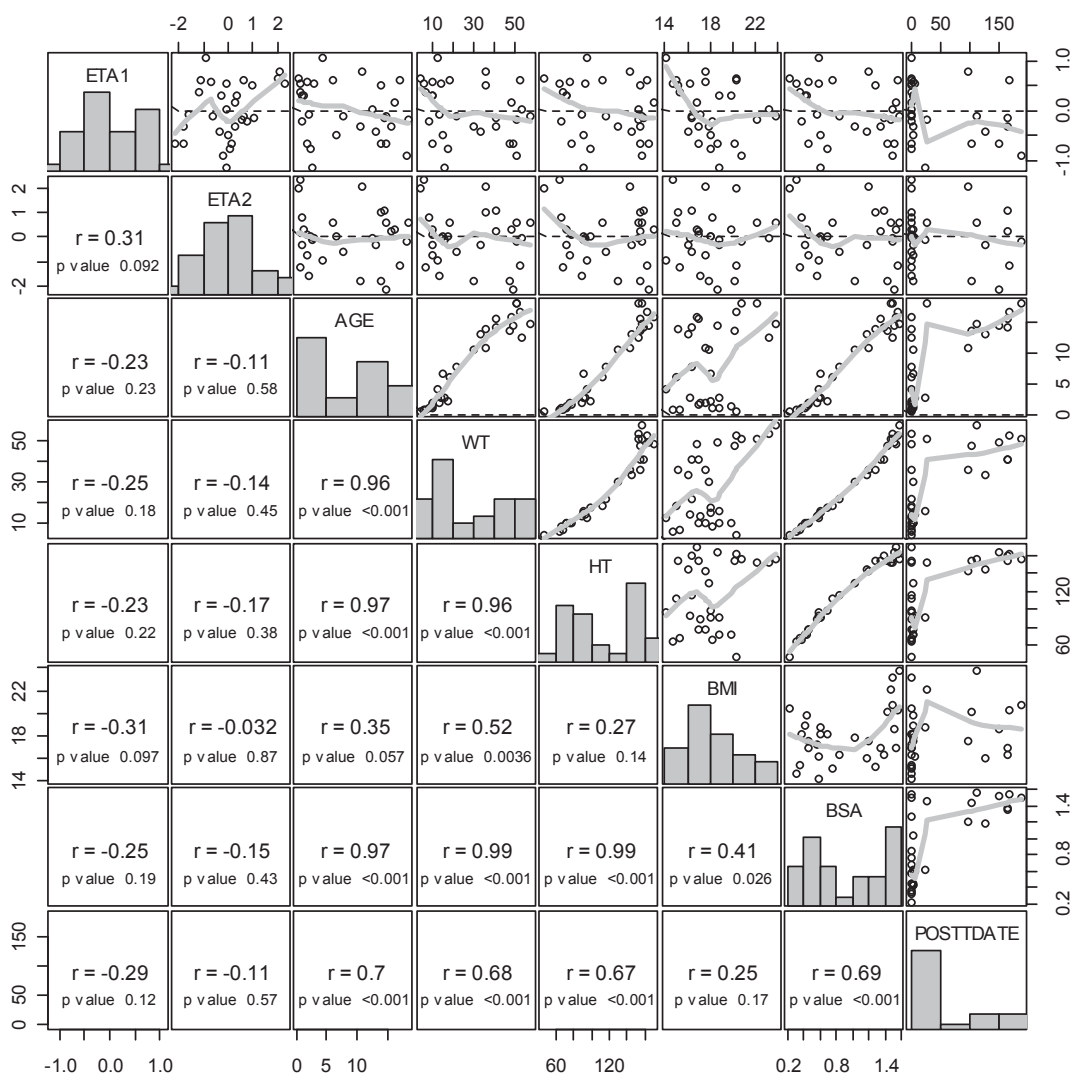 -2 0 2 10 30 50 14 18 22 0 50 150
ETA1
1.0
0.0
-1.0
2
1
0
-2
r = 0.31
p value 0.092
ETA2
r = -0.23
p value 0.23
r = -0.11
p value 0.58
AGE
10
5
0
50
30
10
r = -0.25
p value 0.18
r = -0.14
p value 0.45
r = 0.96
p value <0.001
WT
r = -0.23
p value 0.22
r = -0.17
p value 0.38
r = 0.97
p value <0.001
r = 0.96
p value <0.001
HT
120
60
22
18
14
r = -0.31
p value 0.097
r = -0.032
p value 0.87
r = 0.35
p value 0.057
r = 0.52
p value 0.0036
r = 0.27
p value 0.14
BMI
r = -0.25
p value 0.19
r = -0.15
p value 0.43
r = 0.97
p value <0.001
r = 0.99
p value <0.001
r = 0.99
p value <0.001
r = 0.41
p value 0.026
BSA
1.4
0.8
0.2
150
50
0
r = -0.29
p value 0.12
r = -0.11
p value 0.57
r = 0.7
p value <0.001
r = 0.68
p value <0.001
r = 0.67
p value <0.001
r = 0.25
p value 0.17
r = 0.69
p value <0.001
POSTTDATE
-1.0 0.0 1.0 0 5 10 60 120 0.2 0.8 1.4